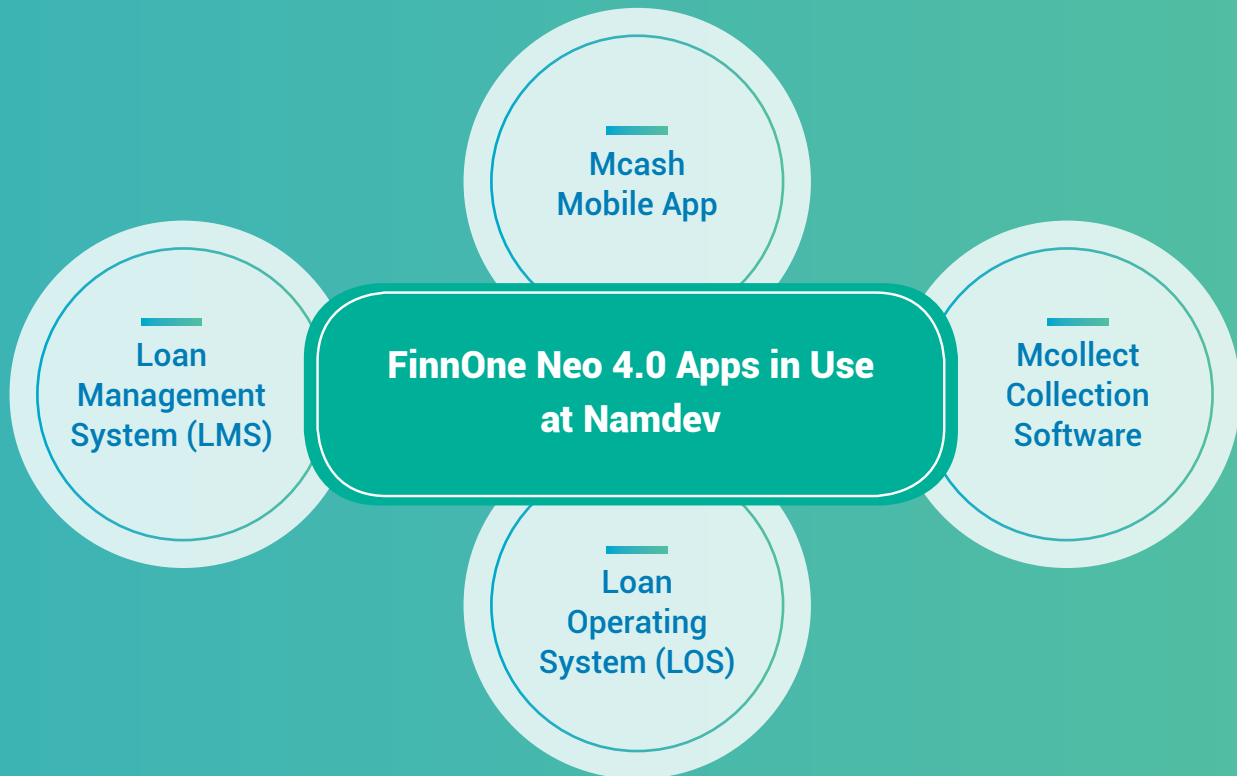 Mcash
Mobile App
Loan
Management
System (LMS)
FinnOne Neo 4.0 Apps in Use
at Namdev
Mcollect
Collection
Software
Loan
Operating
System (LOS)